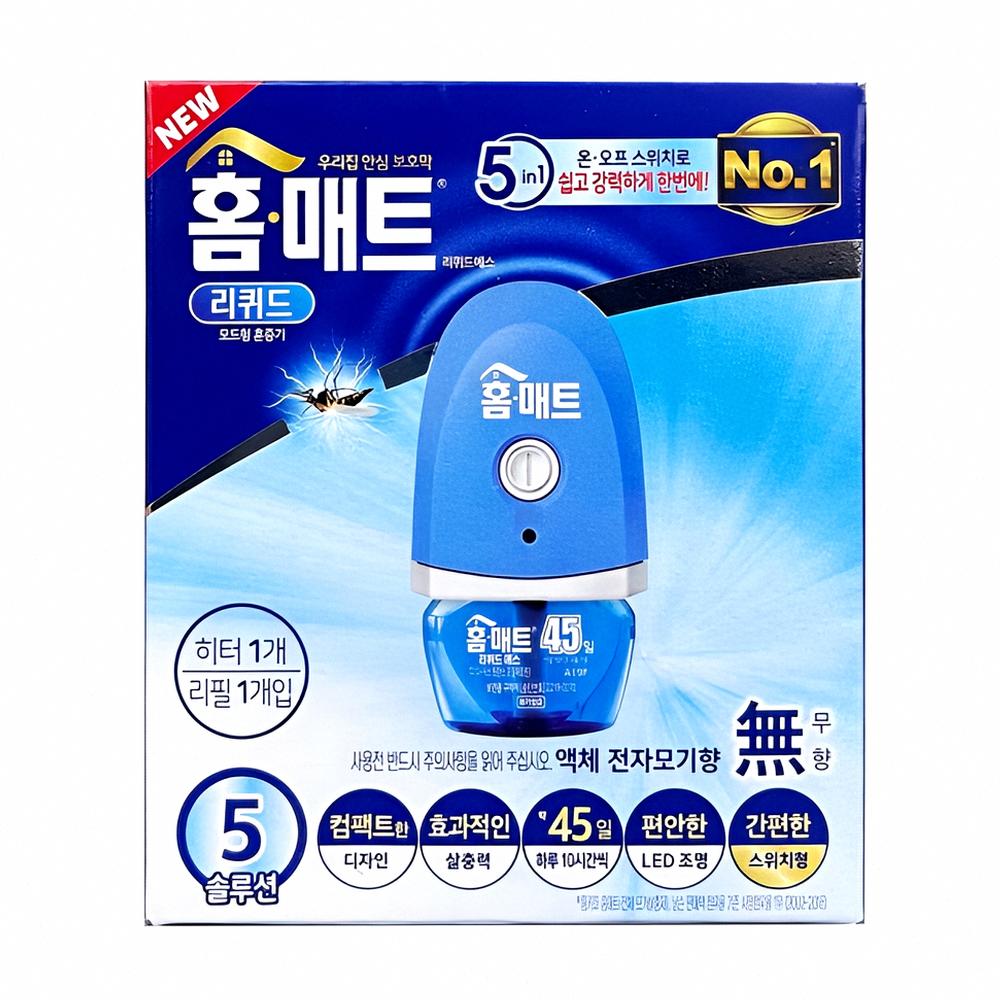 NEW
우리집 안심 보호막
홈·매트®
리퀴드에스
리퀴드
모드험 훈증기
5 in1
온·오프 스위치로
쉽고 강력하게 한번에!
No.1
홈·매트
홈·매트 45일
리퀴드 에스
히터 1개
리필 1개입
사용전 반드시 주의사항을 읽어 주십시오.
액체 전자모기향
無
무
향
5
솔루션
컴팩트한
디자인
효과적인
살충력
약 45일
하루 10시간씩
편안한
LED 조명
간편한
스위치형